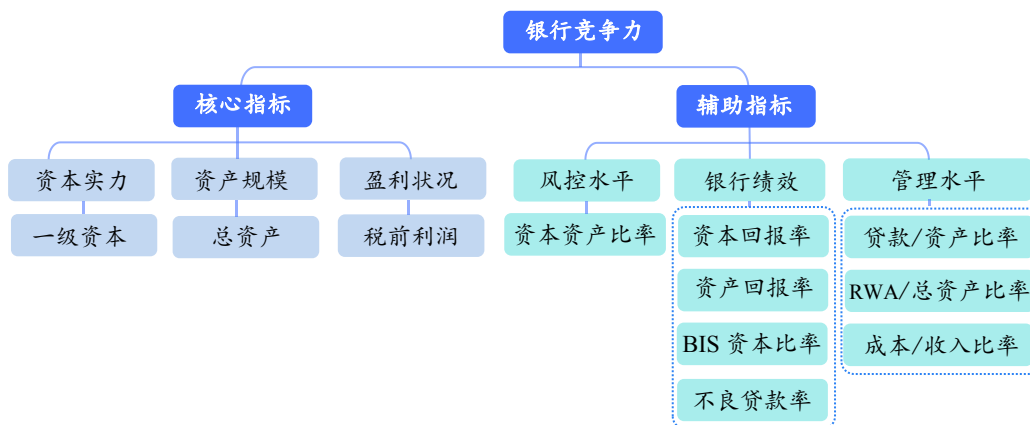 银行竞争力
核心指标
辅助指标
资本实力
资产规模
盈利状况
风控水平
银行绩效
管理水平
一级资本
总资产
税前利润
资本资产比率
资本回报率
贷款/资产比率
资产回报率
RWA/总资产比率
BIS 资本比率
成本/收入比率
不良贷款率